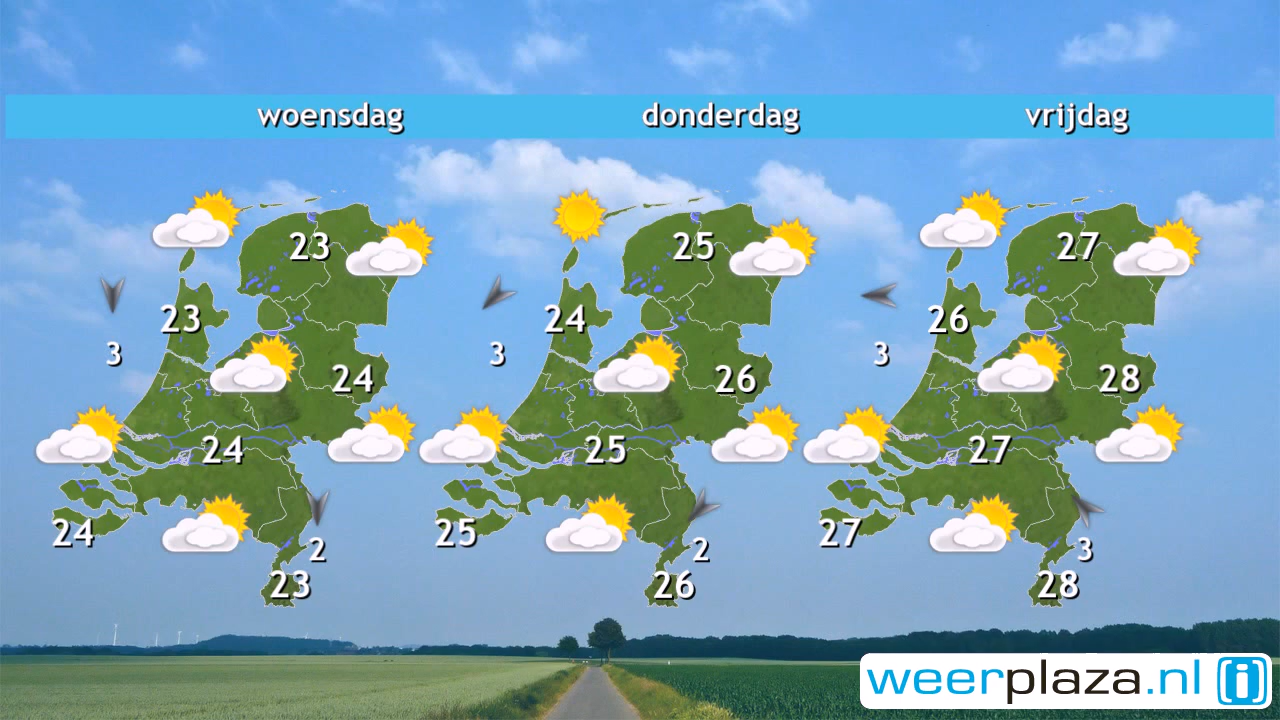 woensdag donderdag vrijdag
23 25 27
23 24 26
3 3 3
24 26 28
24 25 27
24 25 27
2 2 3
23 26 28
weerplaza.nl i